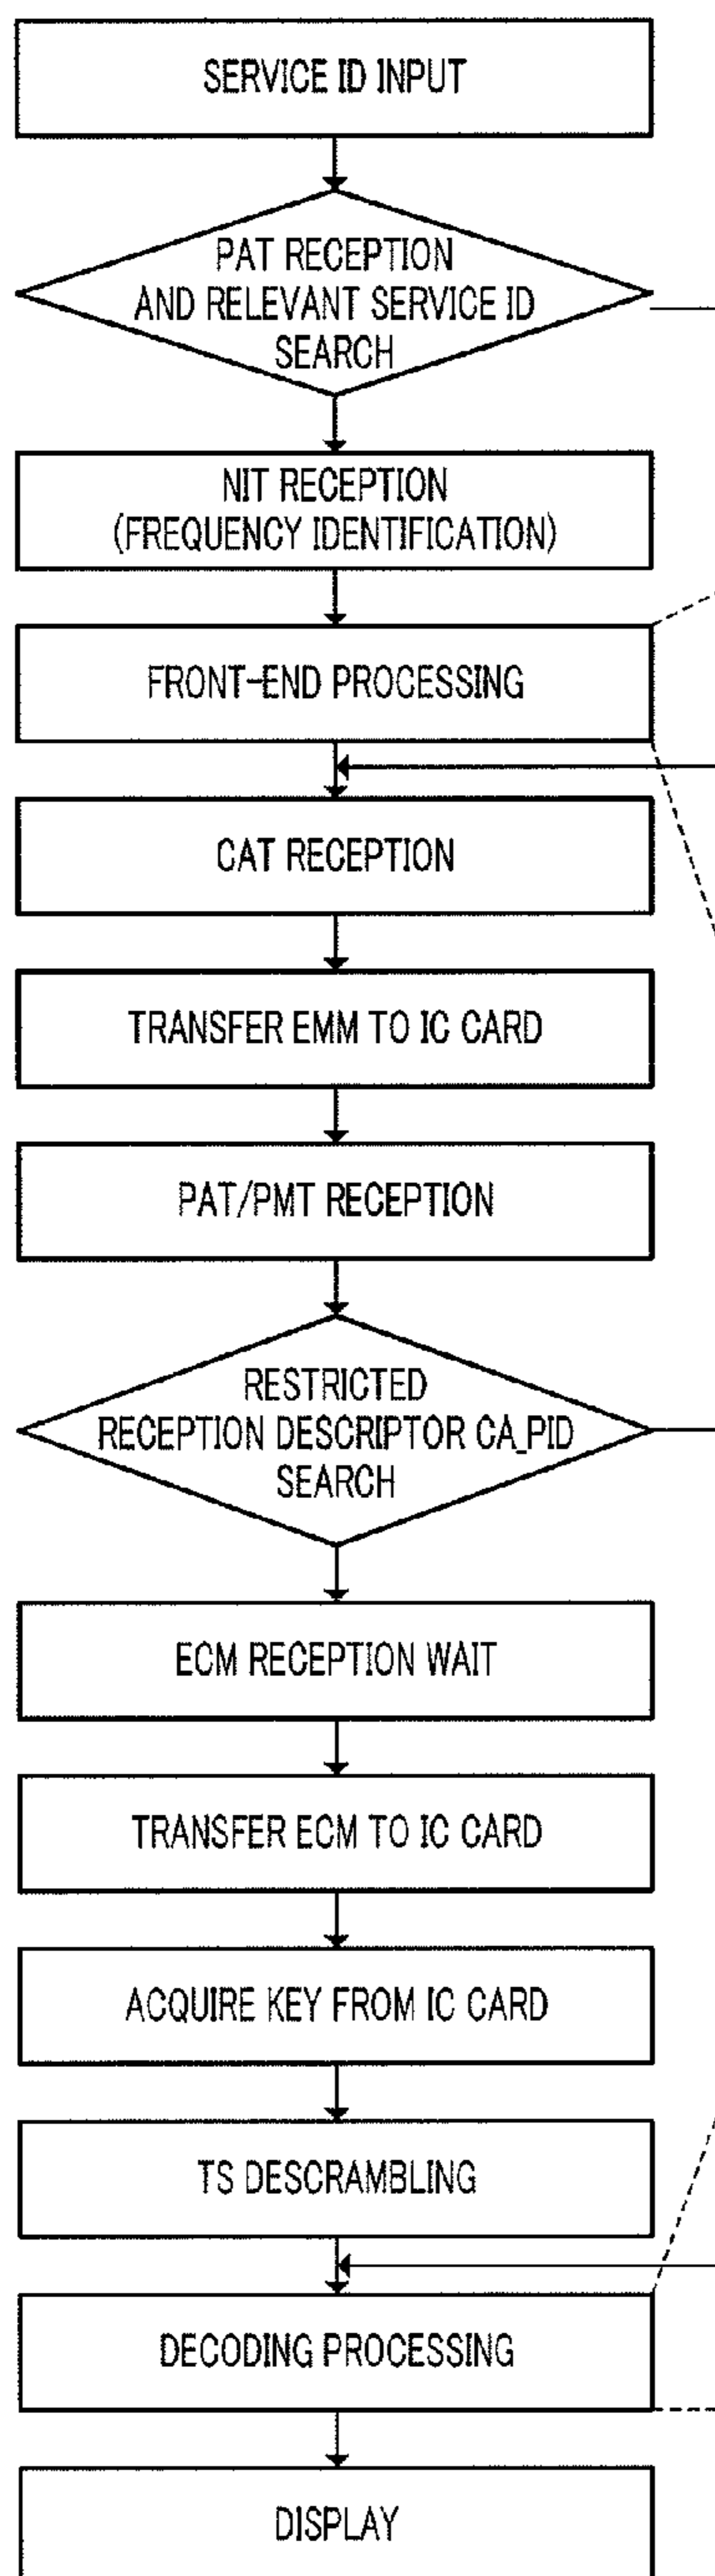 SERVICE ID INPUT
PAT RECEPTION
AND RELEVANT SERVICE ID
SEARCH
NIT RECEPTION
(FREQUENCY IDENTIFICATION)
FRONT-END PROCESSING
CAT RECEPTION
TRANSFER EMM TO IC CARD
PAT/PMT RECEPTION
RESTRICTED
RECEPTION DESCRIPTOR CA_PID
SEARCH
ECM RECEPTION WAIT
TRANSFER ECM TO IC CARD
ACQUIRE KEY FROM IC CARD
TS DESCRAMBLING
DECODING PROCESSING
DISPLAY